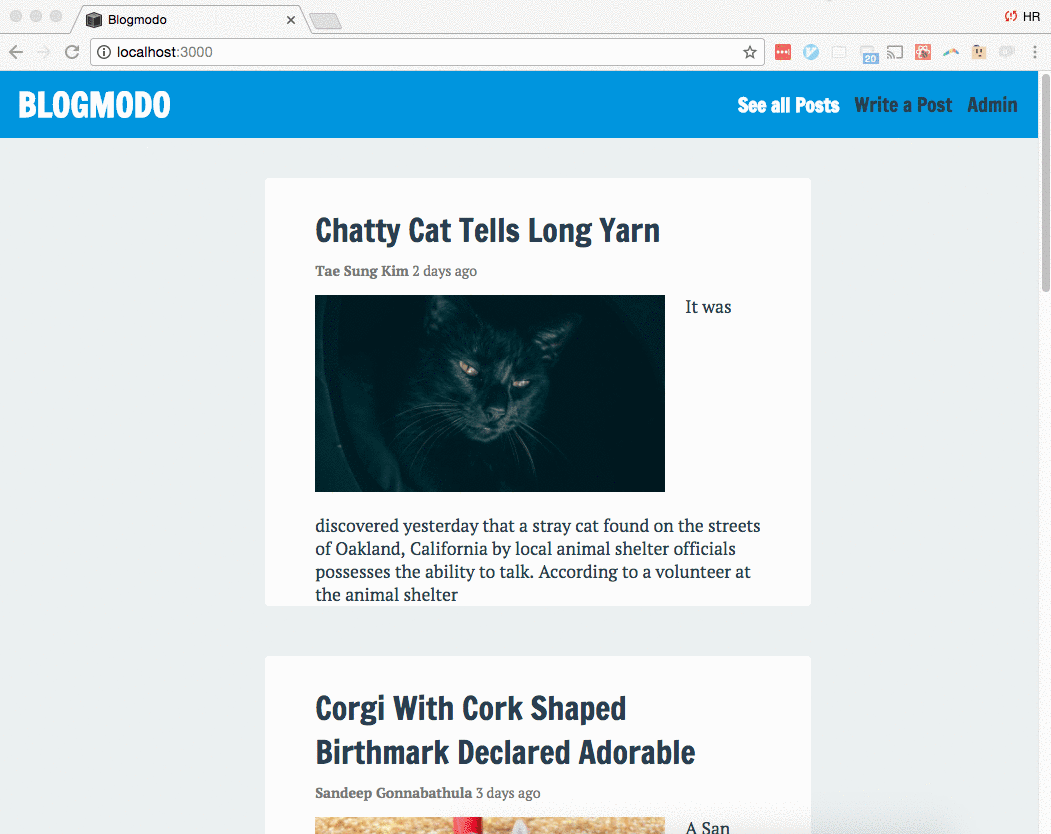 Blogmodo
HR
localhost:3000
20
BLOGMODO
See all Posts Write a Post Admin
Chatty Cat Tells Long Yarn
Tae Sung Kim 2 days ago
It was
discovered yesterday that a stray cat found on the streets
of Oakland, California by local animal shelter officials
possesses the ability to talk. According to a volunteer at
the animal shelter
Corgi With Cork Shaped
Birthmark Declared Adorable
Sandeep Gonnabathula 3 days ago
A San